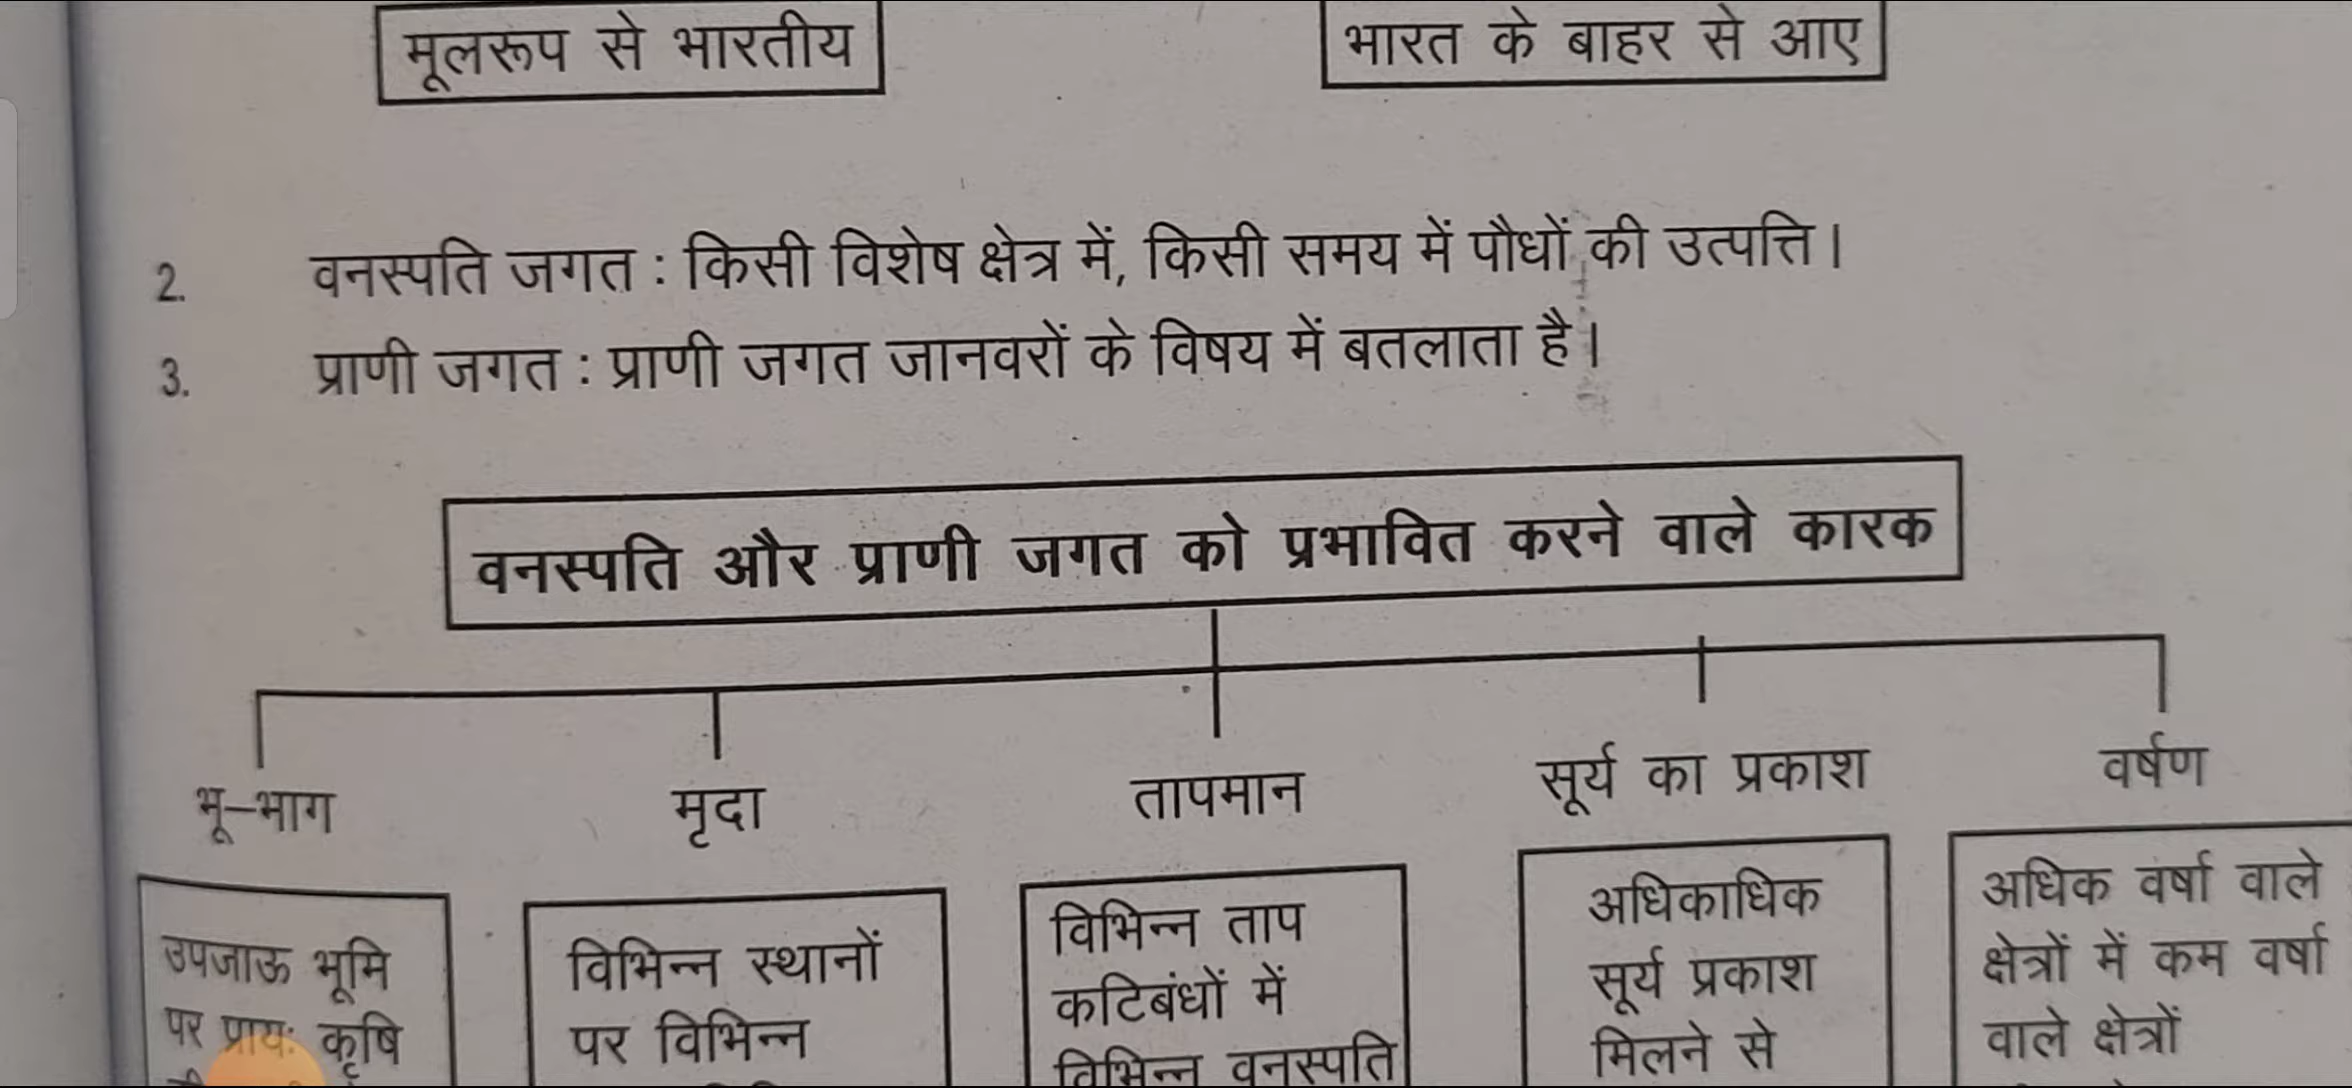 मूलरूप से भारतीय
भारत के बाहर से आए
2. वनस्पति जगत : किसी विशेष क्षेत्र में, किसी समय में पौधों की उत्पत्ति।
3. प्राणी जगत : प्राणी जगत जानवरों के विषय में बतलाता है।
वनस्पति और प्राणी जगत को प्रभावित करने वाले कारक
भू-भाग
मृदा
तापमान
सूर्य का प्रकाश
वर्षण
उपजाऊ भूमि
पर प्रायः कृषि
विभिन्न स्थानों
पर विभिन्न
विभिन्न ताप
कटिबंधों में
विभिन्न वनस्पति
अधिकाधिक
सूर्य प्रकाश
मिलने से
अधिक वर्षा वाले
क्षेत्रों में कम वर्षा
वाले क्षेत्रों